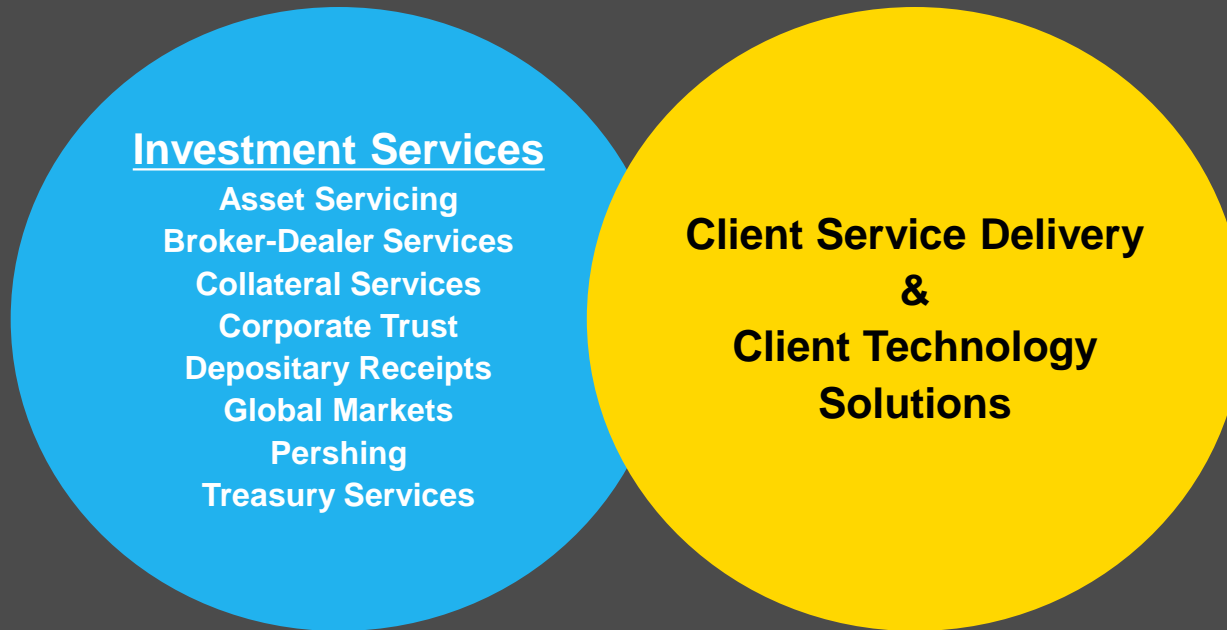 Investment Services
Asset Servicing
Broker-Dealer Services
Collateral Services
Corporate Trust
Depositary Receipts
Global Markets
Pershing
Treasury Services
Client Service Delivery
&
Client Technology
Solutions